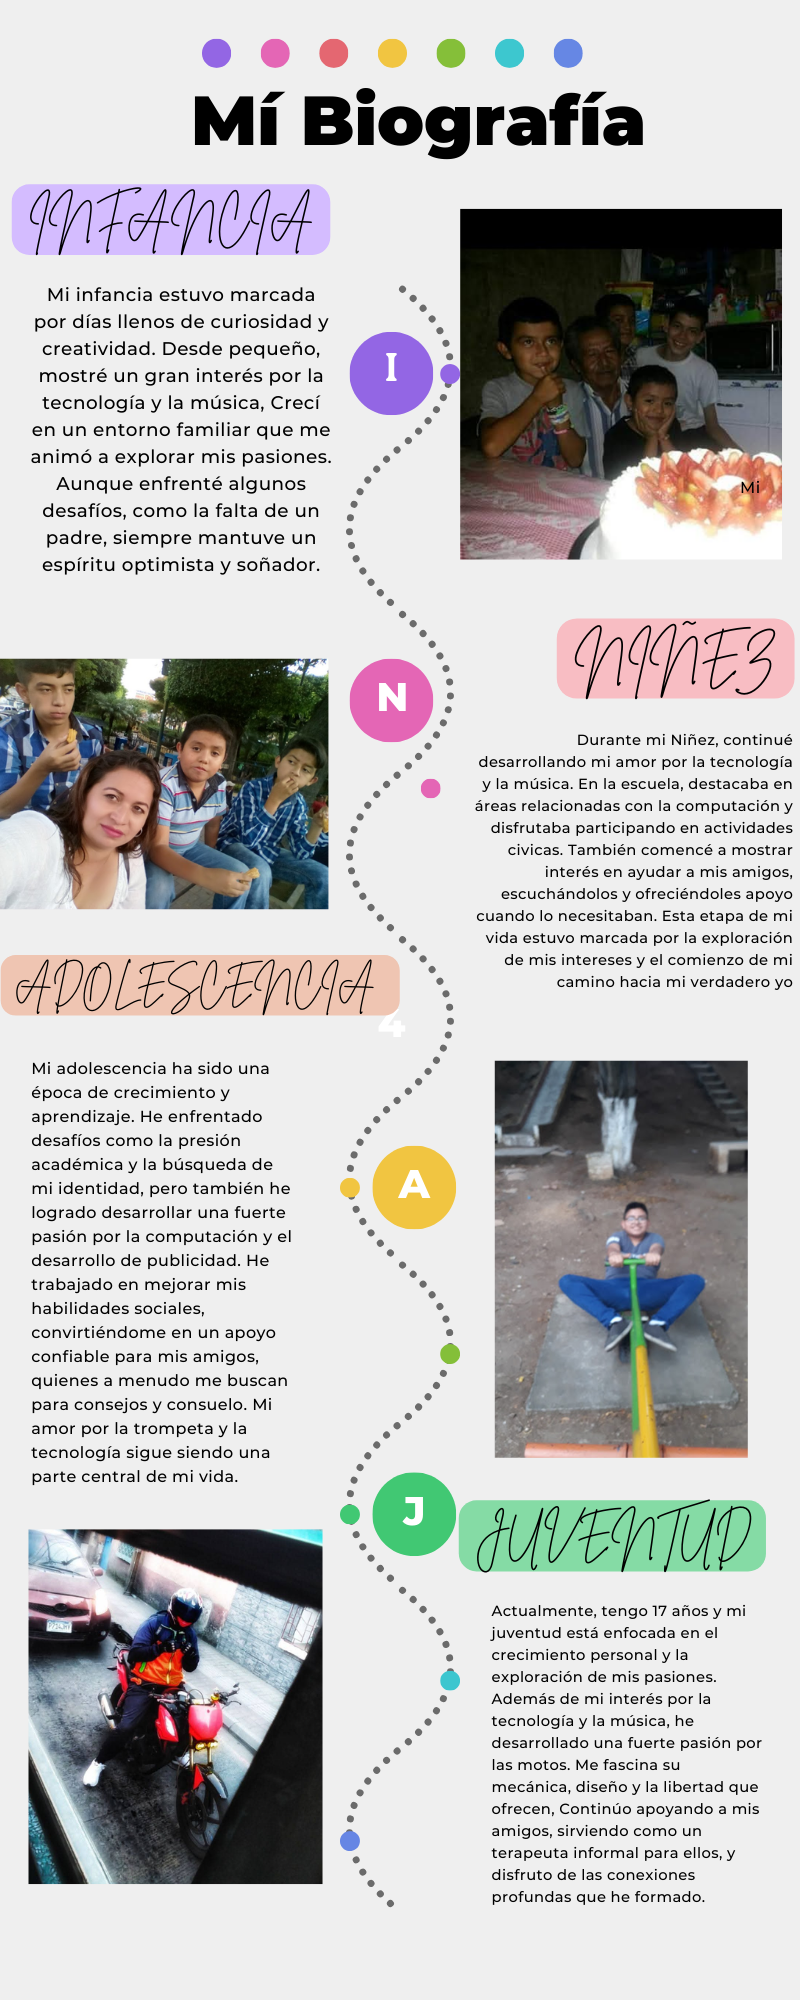 Mí Biografía
INFANCIA
Mi infancia estuvo marcada
por días llenos de curiosidad y
creatividad. Desde pequeño,
mostré un gran interés por la
tecnología y la música, Crecí
en un entorno familiar que me
animó a explorar mis pasiones.
Aunque enfrenté algunos
desafíos, como la falta de un
padre, siempre mantuve un
espíritu optimista y soñador.
I
Mi
N
NIÑEZ
Durante mi Niñez, continué
desarrollando mi amor por la tecnología
y la música. En la escuela, destacaba en
áreas relacionadas con la computación y
disfrutaba participando en actividades
civicas. También comencé a mostrar
interés en ayudar a mis amigos,
escuchándolos y ofreciéndoles apoyo
cuando lo necesitaban. Esta etapa de mi
vida estuvo marcada por la exploración
de mis intereses y el comienzo de mi
camino hacia mi verdadero yo
ADOLESCENCIA
4
Mi adolescencia ha sido una
época de crecimiento y
aprendizaje. He enfrentado
desafíos como la presión
académica y la búsqueda de
mi identidad, pero también he
logrado desarrollar una fuerte
pasión por la computación y el
desarrollo de publicidad. He
trabajado en mejorar mis
habilidades sociales,
convirtiéndome en un apoyo
confiable para mis amigos,
quienes a menudo me buscan
para consejos y consuelo. Mi
amor por la trompeta y la
tecnología sigue siendo una
parte central de mi vida.
A
J
JUVENTUD
Actualmente, tengo 17 años y mi
juventud está enfocada en el
crecimiento personal y la
exploración de mis pasiones.
Además de mi interés por la
tecnología y la música, he
desarrollado una fuerte pasión por
las motos. Me fascina su
mecánica, diseño y la libertad que
ofrecen, Continúo apoyando a mis
amigos, sirviendo como un
terapeuta informal para ellos, y
disfruto de las conexiones
profundas que he formado.